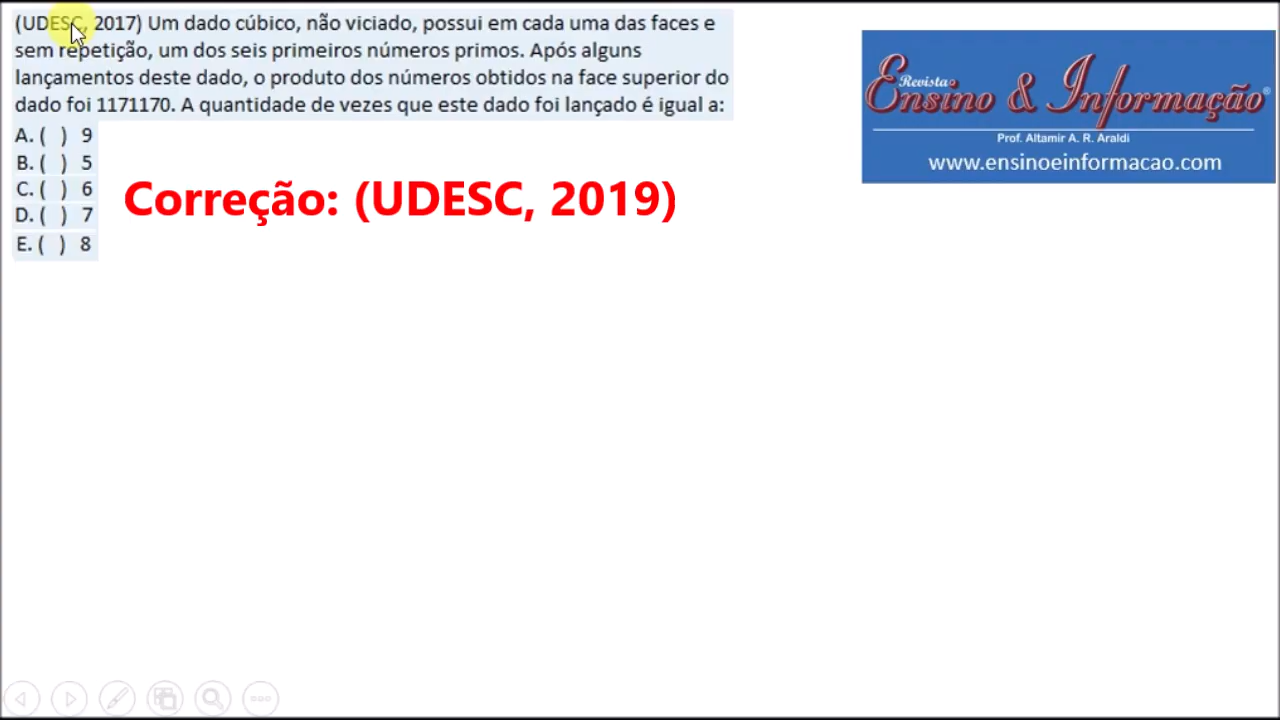 (UDESC, 2017) Um dado cúbico, não viciado, possui em cada uma das faces e
sem repetição, um dos seis primeiros números primos. Após alguns
lançamentos deste dado, o produto dos números obtidos na face superior do
dado foi 1171170. A quantidade de vezes que este dado foi lançado é igual a:
A. ( ) 9
B. ( ) 5
C. ( ) 6
D. ( ) 7
E. ( ) 8
Correção: (UDESC, 2019)
Revista
Ensino & Informação®
Prof. Altamir A. R. Araldi
www.ensinoeinformacao.com